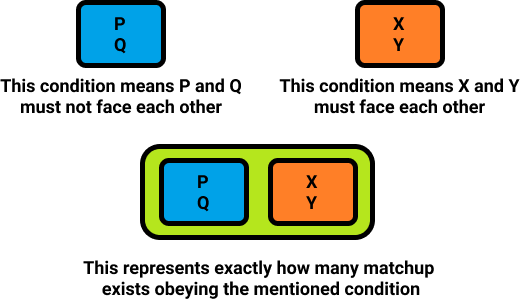 P
Q
X
Y
This condition means P and Q
must not face each other
This condition means X and Y
must face each other
P
Q
X
Y
This represents exactly how many matchup
exists obeying the mentioned condition